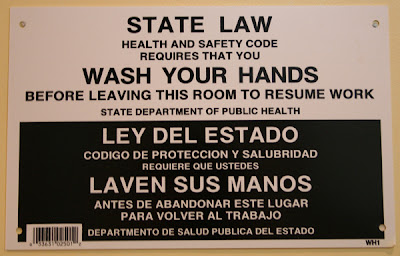 STATE LAW
HEALTH AND SAFETY CODE
REQUIRES THAT YOU
WASH YOUR HANDS
BEFORE LEAVING THIS ROOM TO RESUME WORK
STATE DEPARTMENT OF PUBLIC HEALTH
LEY DEL ESTADO
CODIGO DE PROTECCION Y SALUBRIDAD
REQUIERE QUE USTEDES
LAVEN SUS MANOS
ANTES DE ABANDONAR ESTE LUGAR
PARA VOLVER AL TRABAJO
DEPARTMENTO DE SALUD PUBLICA DEL ESTADO
WH1